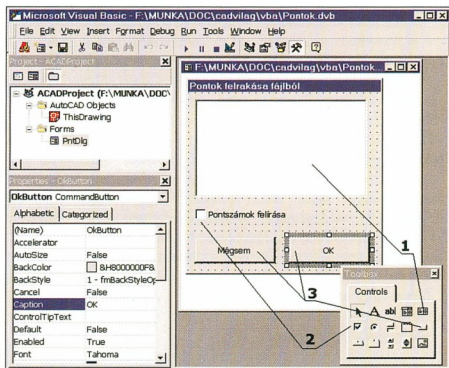 Microsoft Visual Basic - F:\MUNKA\DOC\cadvilag\vba\Pontok.dvb
File Edit View Insert Format Debug Run Tools Window Help
Project - ACADProject
ACADProject (F:\MUNKA\DOC\
AutoCAD Objects
ThisDrawing
Forms
PntDlg
Properties - OkButton
OkButton CommandButton
Alphabetic Categorized
(Name) OkButton
Accelerator
AutoSize False
BackColor &H8000000F&
BackStyle 1 - fmBackStyleOp
Cancel False
Caption OK
ControlTipText
Default False
Enabled True
Font Tahoma
F:\MUNKA\DOC\cadvilag\vba\Pontok...
Pontok felrakása fájlból
Pontszámok felírása
Mégsem OK
Toolbox
Controls
A ab|
1
2
3